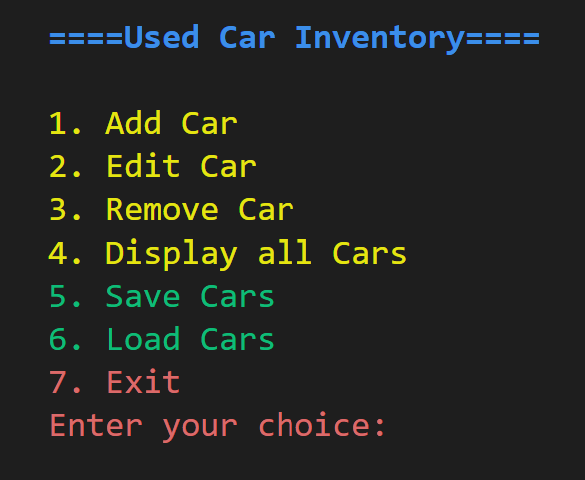 ====Used Car Inventory====
1. Add Car
2. Edit Car
3. Remove Car
4. Display all Cars
5. Save Cars
6. Load Cars
7. Exit
Enter your choice: